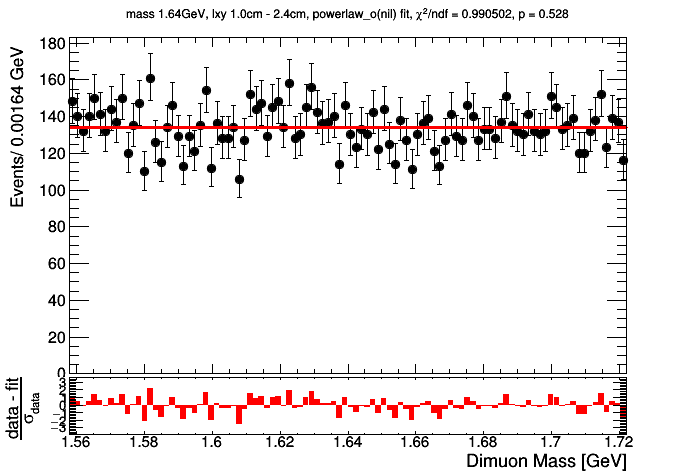 mass 1.64GeV, lxy 1.0cm - 2.4cm, powerlaw_o(nil) fit, χ²/ndf = 0.990502, p = 0.528
Events/ 0.00164 GeV
180
160
140
120
100
80
60
40
20
0
data - fit
σdata
3
2
1
0
−1
−2
−3
1.56 1.58 1.6 1.62 1.64 1.66 1.68 1.7 1.72
Dimuon Mass [GeV]